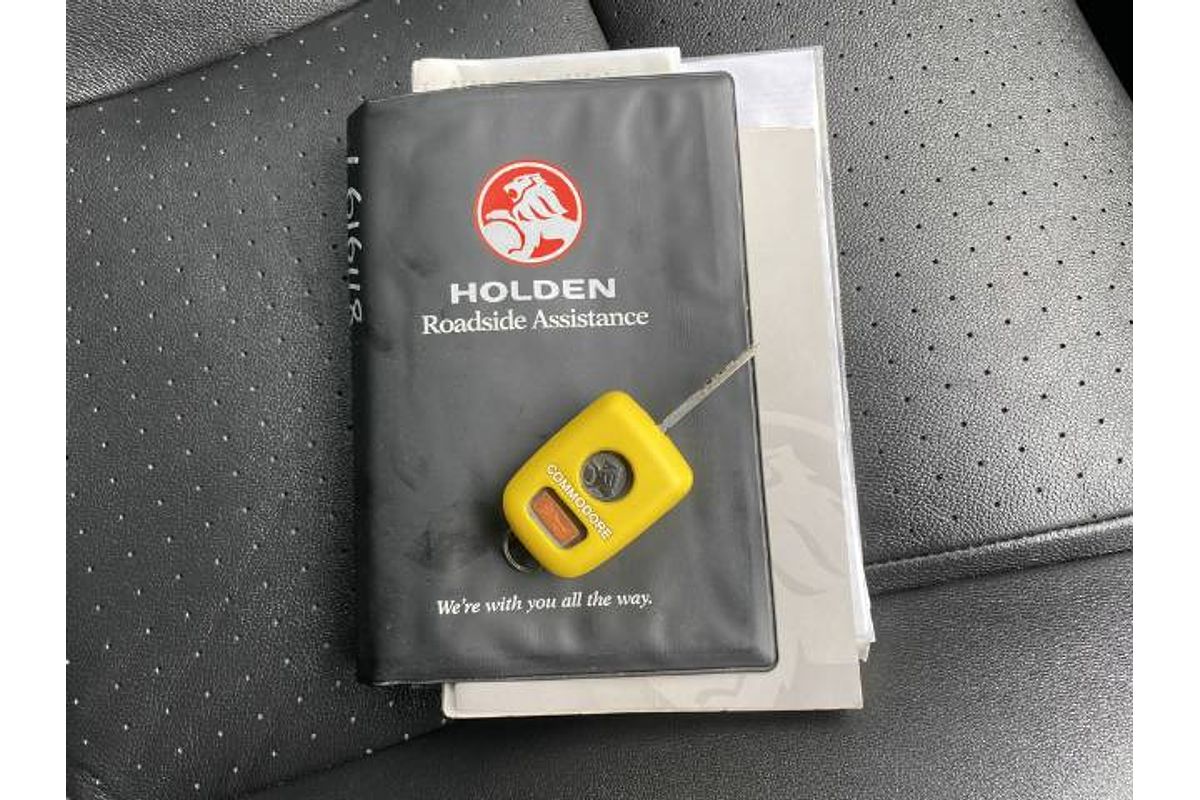 HOLDEN
Roadside Assistance
COMMODORE
We're with you all the way.